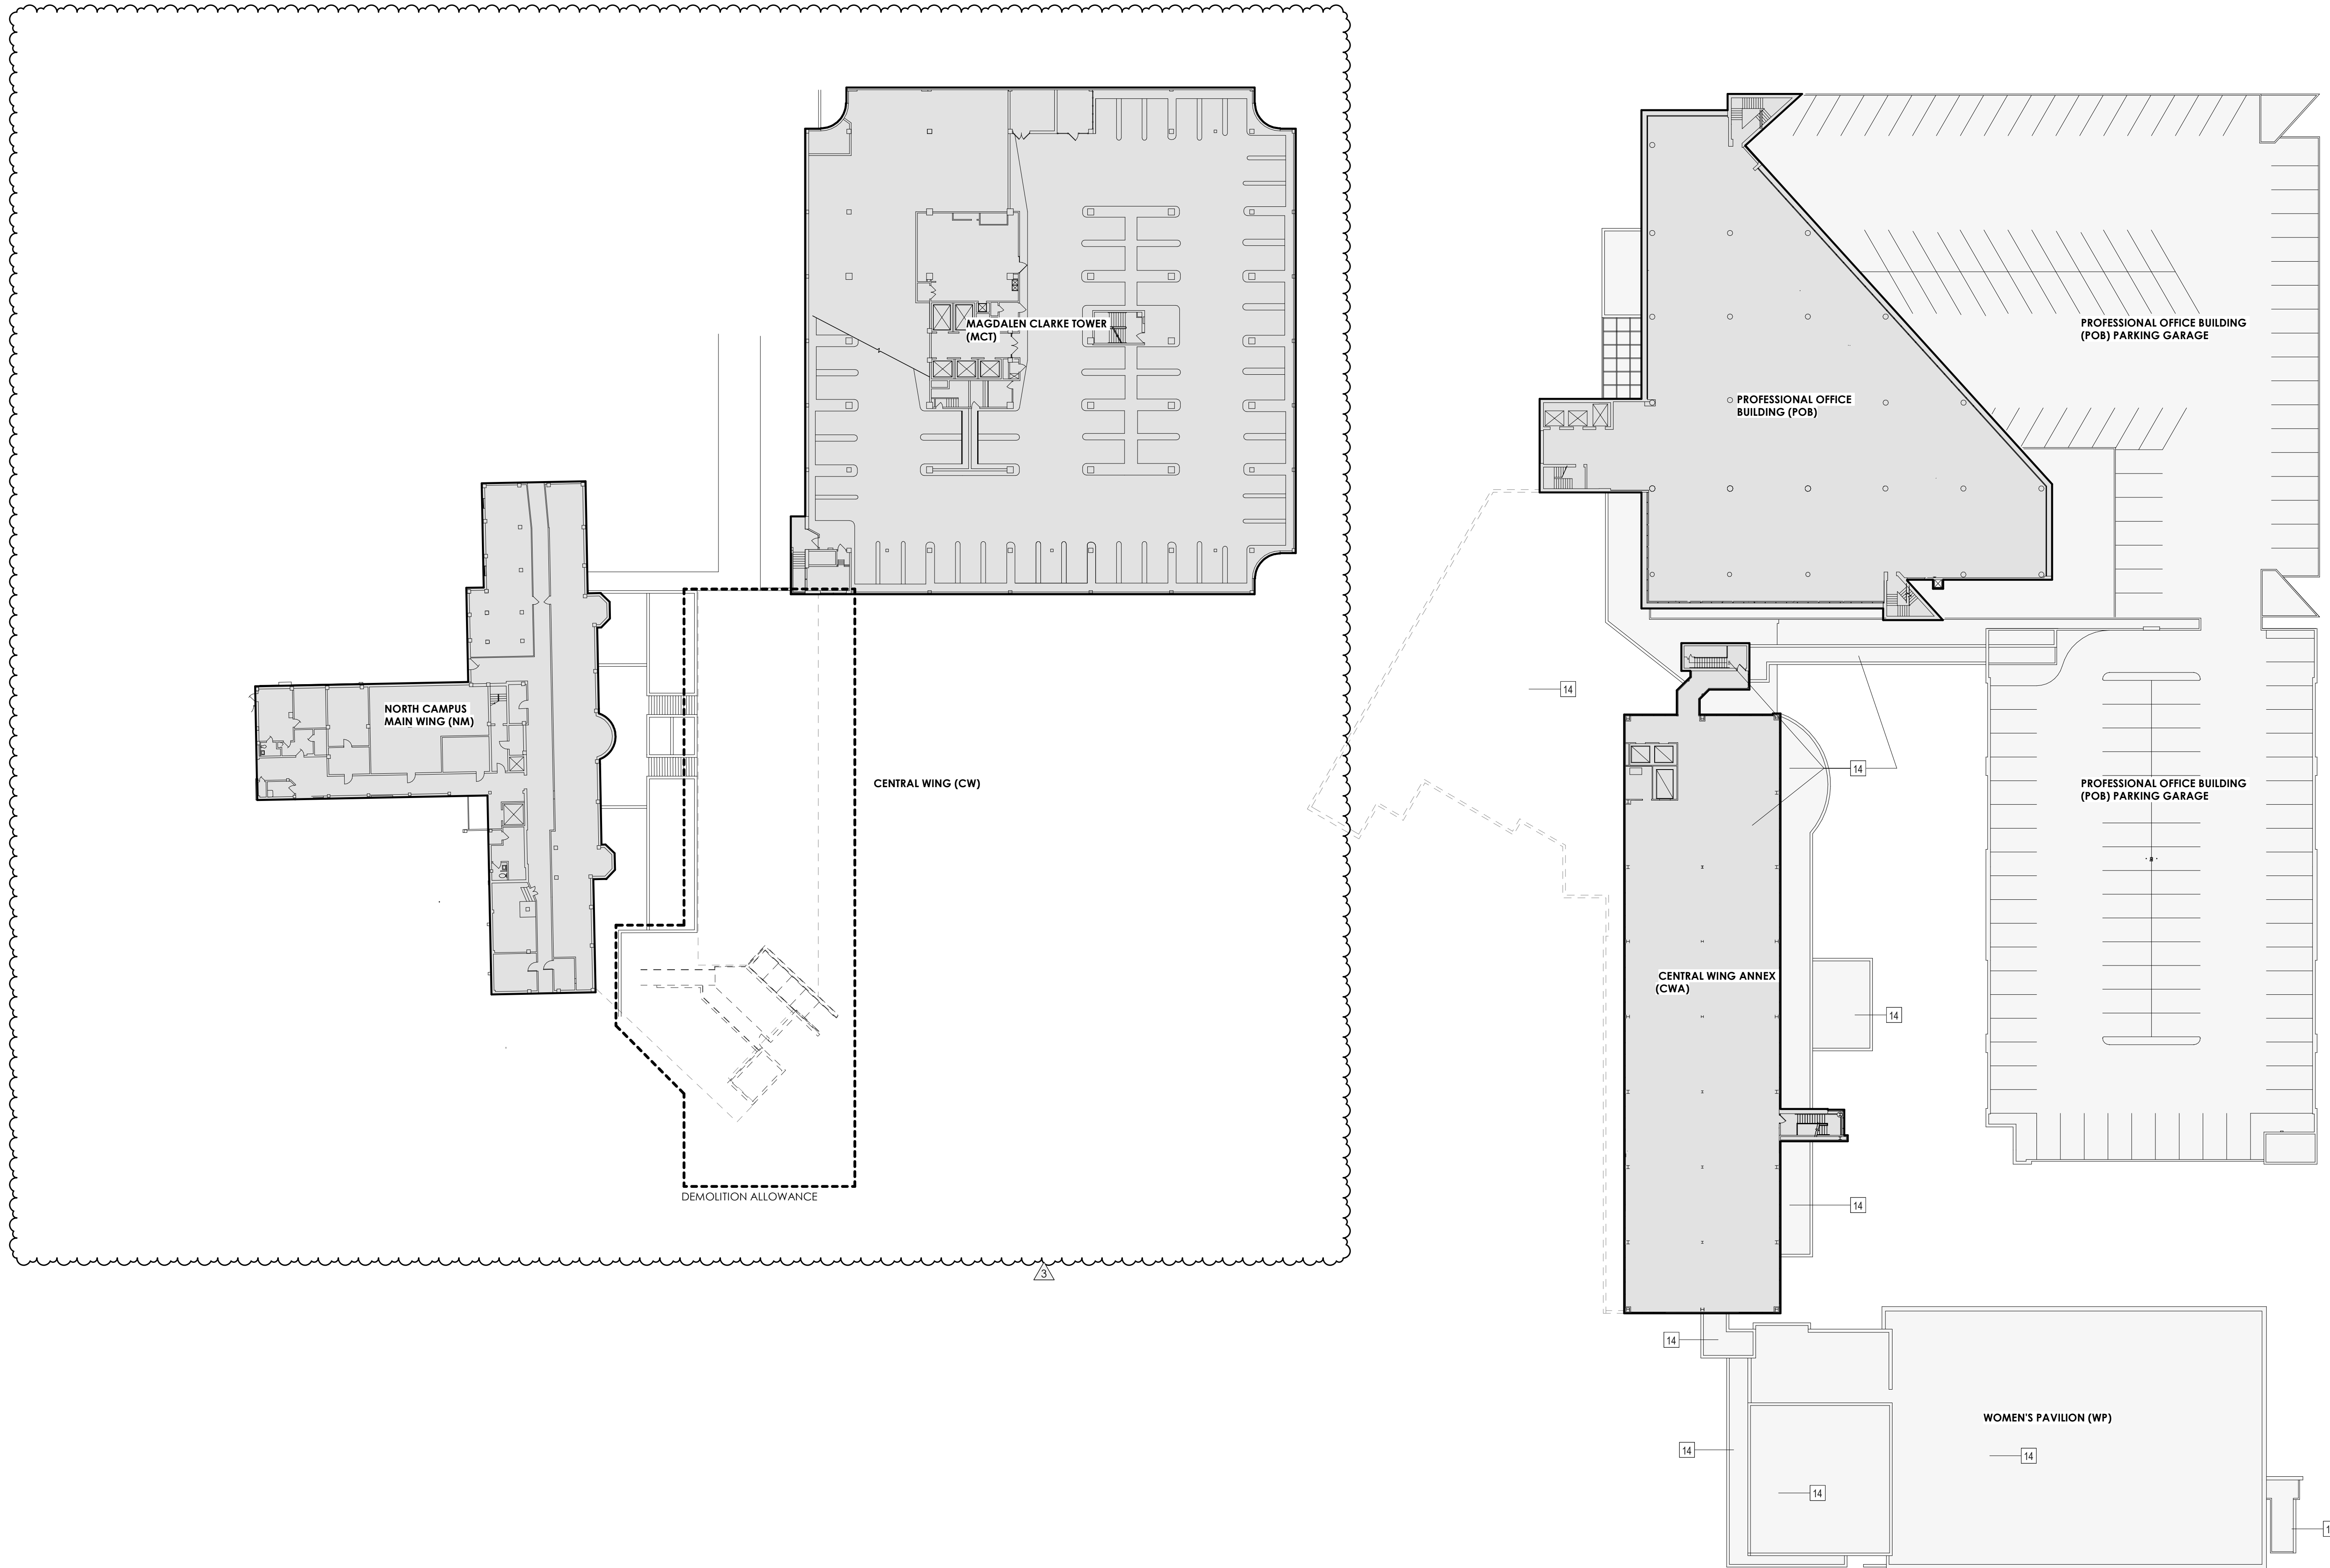 MAGDALEN CLARKE TOWER
(MCT)
PROFESSIONAL OFFICE BUILDING
(POB) PARKING GARAGE
PROFESSIONAL OFFICE
BUILDING (POB)
14
NORTH CAMPUS
MAIN WING (NM)
14
CENTRAL WING (CW)
PROFESSIONAL OFFICE BUILDING
(POB) PARKING GARAGE
CENTRAL WING ANNEX
(CWA)
14
DEMOLITION ALLOWANCE
14
3
14
WOMEN'S PAVILION (WP)
14
14
14